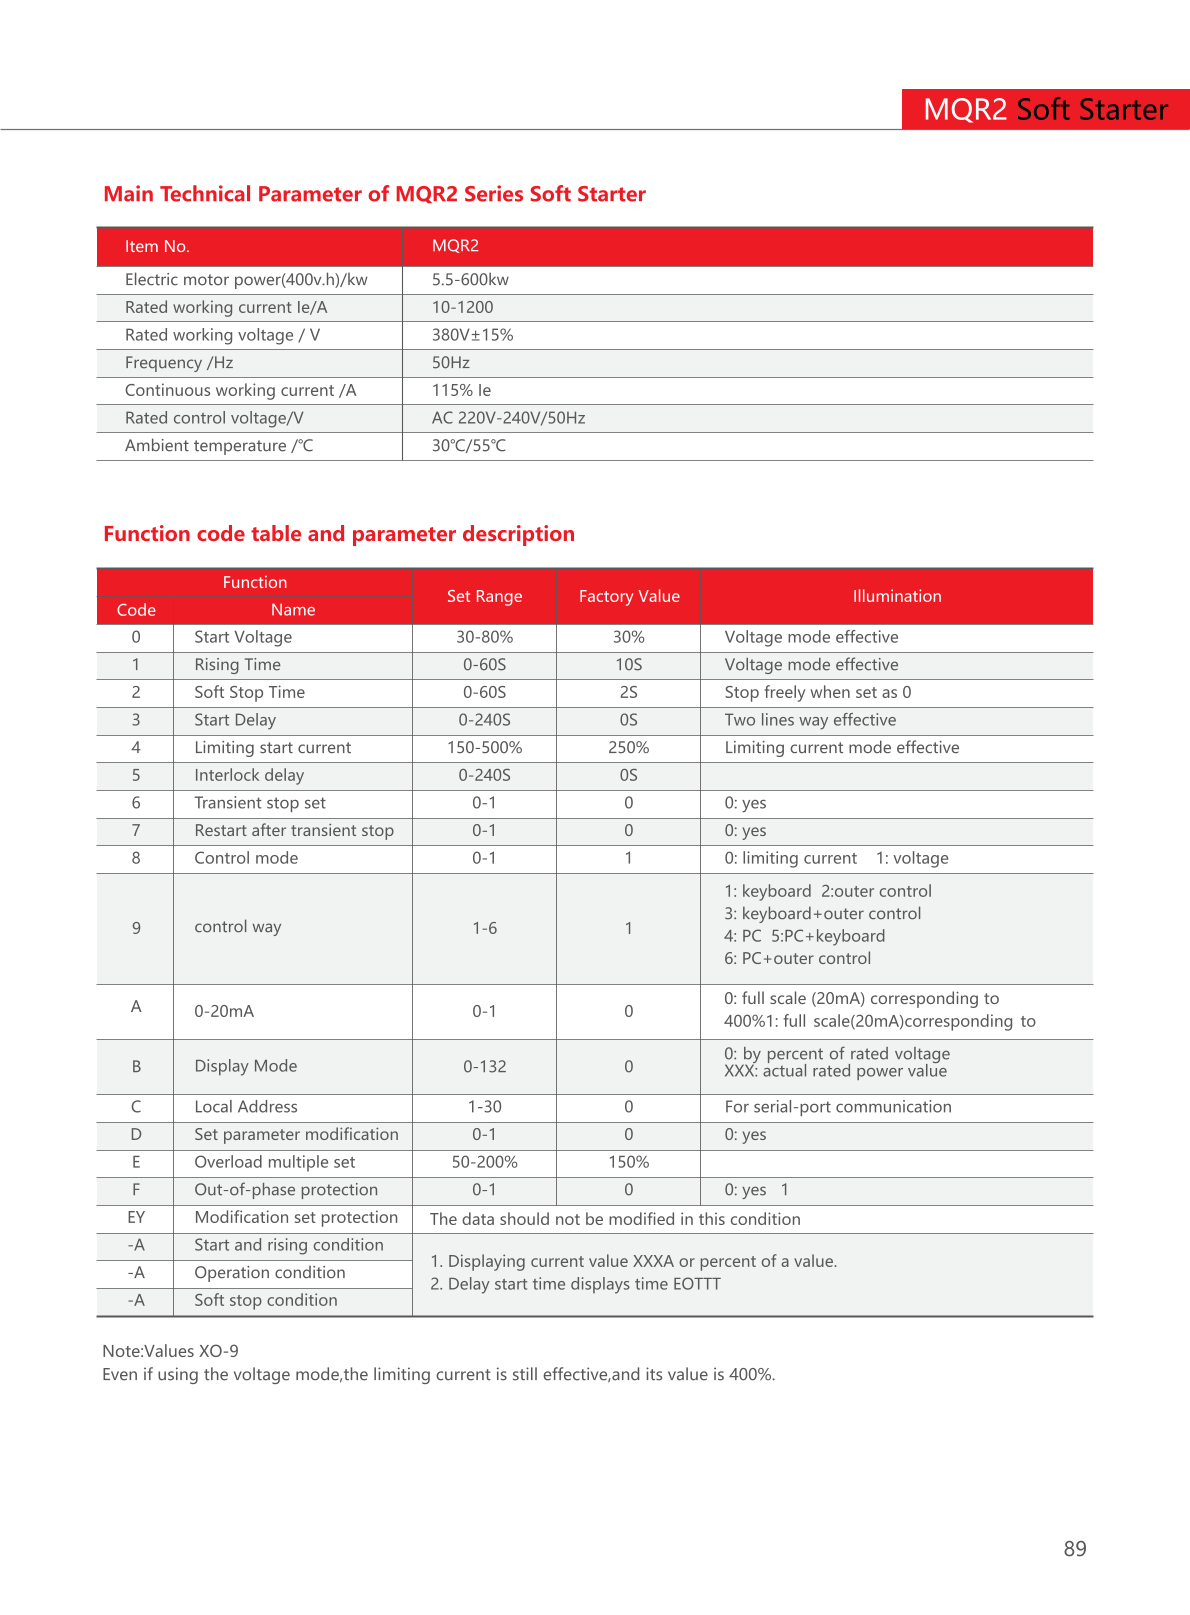 MQR2 Soft Starter
Main Technical Parameter of MQR2 Series Soft Starter
Item No. MQR2
Electric motor power(400v.h)/kw 5.5-600kw
Rated working current Ie/A 10-1200
Rated working voltage / V 380V±15%
Frequency /Hz 50Hz
Continuous working current /A 115% Ie
Rated control voltage/V AC 220V-240V/50Hz
Ambient temperature /℃ 30℃/55℃
Function code table and parameter description
Function
Code Name Set Range Factory Value Illumination
0 Start Voltage 30-80% 30% Voltage mode effective
1 Rising Time 0-60S 10S Voltage mode effective
2 Soft Stop Time 0-60S 2S Stop freely when set as 0
3 Start Delay 0-240S 0S Two lines way effective
4 Limiting start current 150-500% 250% Limiting current mode effective
5 Interlock delay 0-240S 0S
6 Transient stop set 0-1 0 0: yes
7 Restart after transient stop 0-1 0 0: yes
8 Control mode 0-1 1 0: limiting current 1: voltage
9 control way 1-6 1 1: keyboard 2:outer control
3: keyboard+outer control
4: PC 5:PC+keyboard
6: PC+outer control
A 0-20mA 0-1 0 0: full scale (20mA) corresponding to
400%1: full scale(20mA)corresponding to
B Display Mode 0-132 0 0: by percent of rated voltage
XXX: actual rated power value
C Local Address 1-30 0 For serial-port communication
D Set parameter modification 0-1 0 0: yes
E Overload multiple set 50-200% 150%
F Out-of-phase protection 0-1 0 0: yes 1
EY Modification set protection The data should not be modified in this condition
-A Start and rising condition
1. Displaying current value XXXA or percent of a value.
-A Operation condition
2. Delay start time displays time EOTTT
-A Soft stop condition
Note:Values XO-9
Even if using the voltage mode,the limiting current is still effective,and its value is 400%.
89